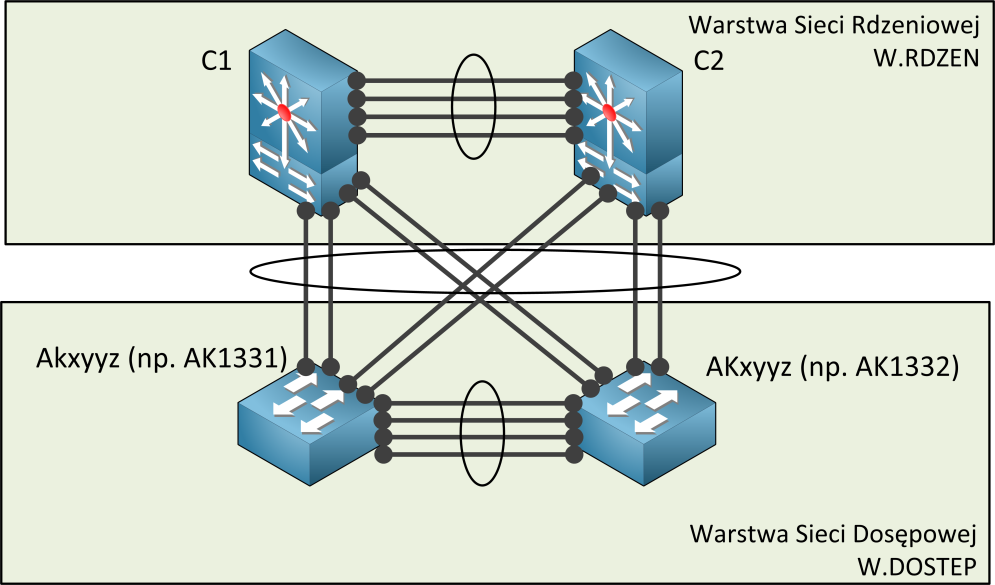 Warstwa Sieci Rdzeniowej
W.RDZEN
C1
C2
Akxyyz (np. AK1331)
AKxyyz (np. AK1332)
Warstwa Sieci Dosępowej
W.DOSTEP